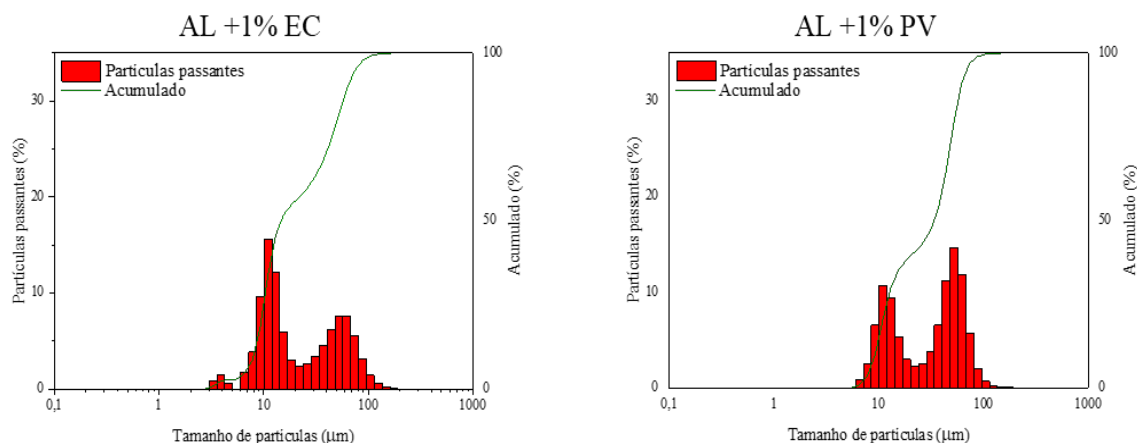 AL +1% EC
Particulas passantes
Acumulado
Partículas passantes (%)
30
20
10
0
100
50
0
Acumulado (%)
0,1
1
10
100
1000
Tamanho de partículas (µm)
AL +1% PV
Particulas passantes
Acumulado
Partículas passantes (%)
30
20
10
0
100
50
0
Acumulado (%)
0,1
1
10
100
1000
Tamanho de partículas (µm)